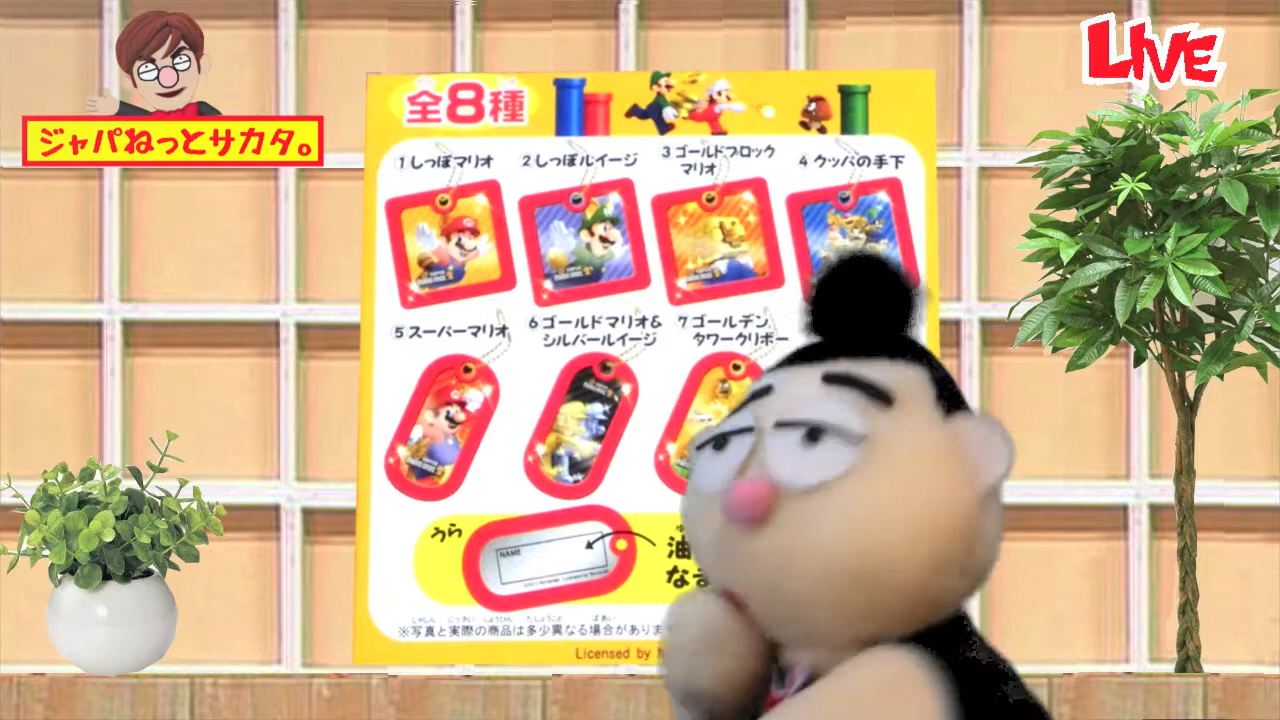 LIVE
ジャパねっとサカタ。
全8種
①しっぽマリオ
2しっぽルイージ
3ゴールドブロック
マリオ
4クッパの手下
⑤スーパーマリオ
6ゴールドマリオ&
シルバールイージ
7ゴールデン
タワークリボー
うら
NAME
油
な
※写真と実際の商品は多少異なる場合があり
Licensed by